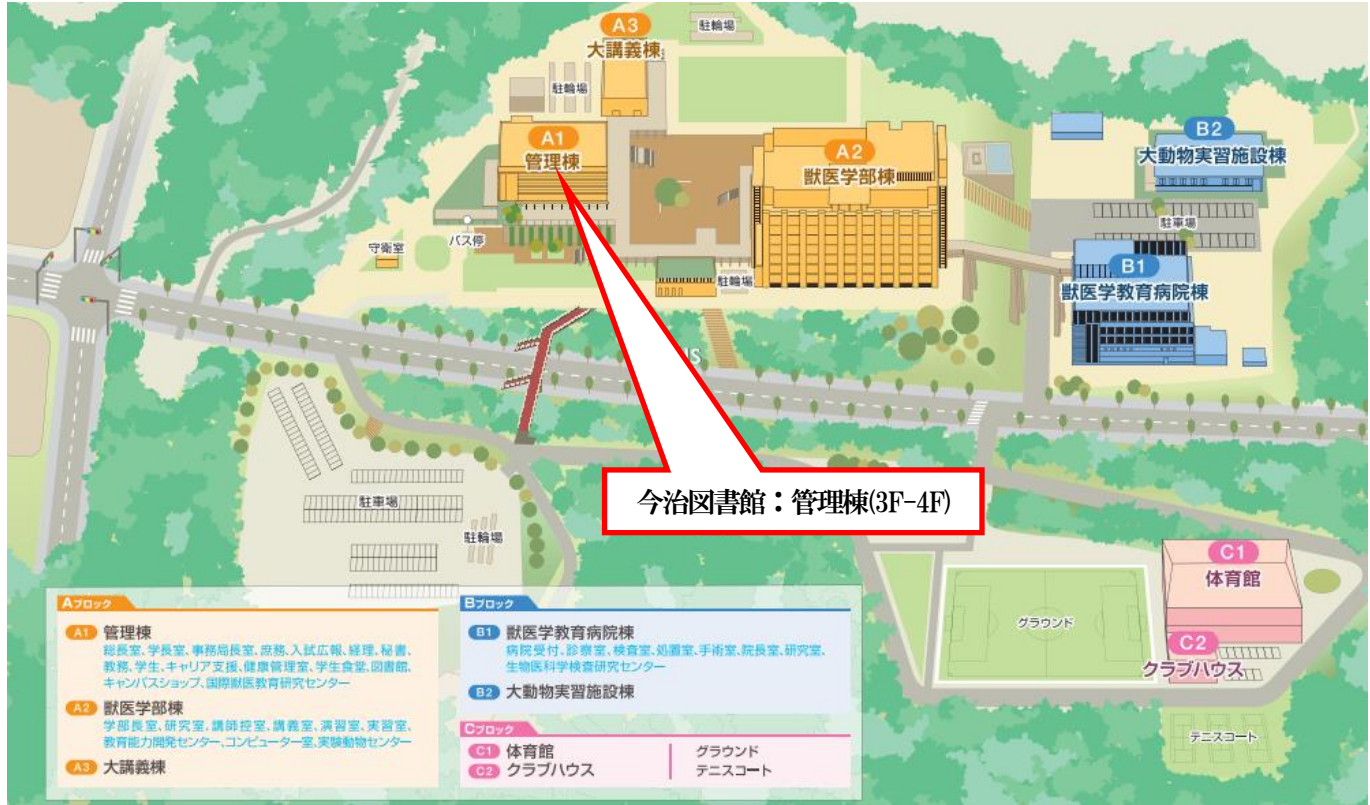 A3
大講義棟
駐輪場
駐輪場
A1
管理棟
A2
獣医学部棟
B2
大動物実習施設棟
駐車場
守衛室
バス停
駐輪場
B1
獣医学教育病院棟
今治図書館：管理棟(3F-4F)
駐車場
駐輪場
C1
体育館
グラウンド
C2
クラブハウス
テニスコート
Aブロック
A1 管理棟
総長室、学長室、事務局長室、庶務、入試広報、経理、秘書、
教務、学生、キャリア支援、健康管理室、学生食堂、図書館、
キャンパスショップ、国際獣医教育研究センター
A2 獣医学部棟
学部長室、研究室、講師控室、講義室、演習室、実習室、
教育能力開発センター、コンピューター室、実験動物センター
A3 大講義棟
Bブロック
B1 獣医学教育病院棟
病院受付、診察室、検査室、処置室、手術室、院長室、研究室、
生物医科学検査研究センター
B2 大動物実習施設棟
Cブロック
C1 体育館
C2 クラブハウス
グラウンド
テニスコート